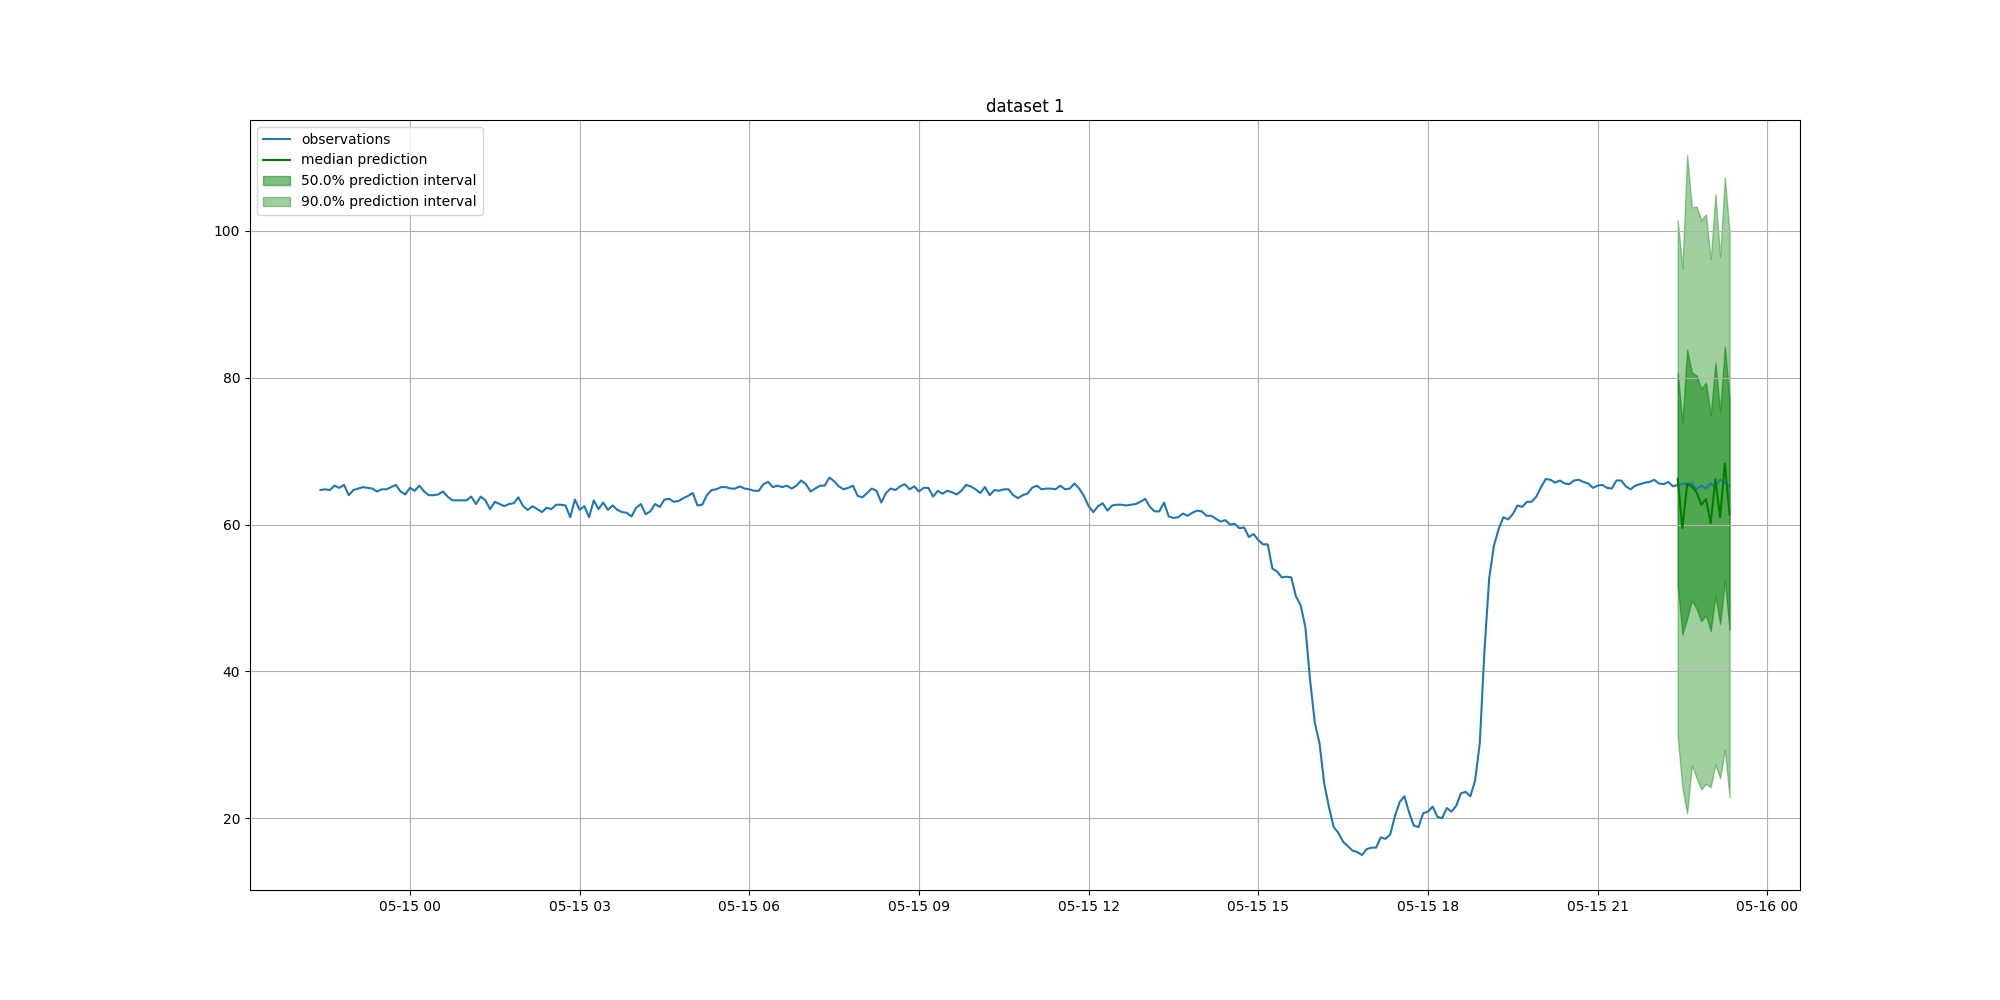 dataset 1
observations
median prediction
50.0% prediction interval
90.0% prediction interval
100
80
60
40
20
05-15 00 05-15 03 05-15 06 05-15 09 05-15 12 05-15 15 05-15 18 05-15 21 05-16 00